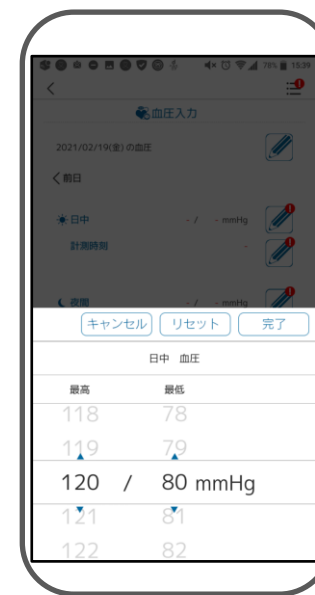 78% 15:39
血圧入力
2021/02/19(金) の血圧
前日
日中 - / - mmHg
計測時刻 -
夜間 - / - mmHg
キャンセル リセット 完了
日中 血圧
最高 最低
118 78
119 79
120 / 80 mmHg
121 81
122 82